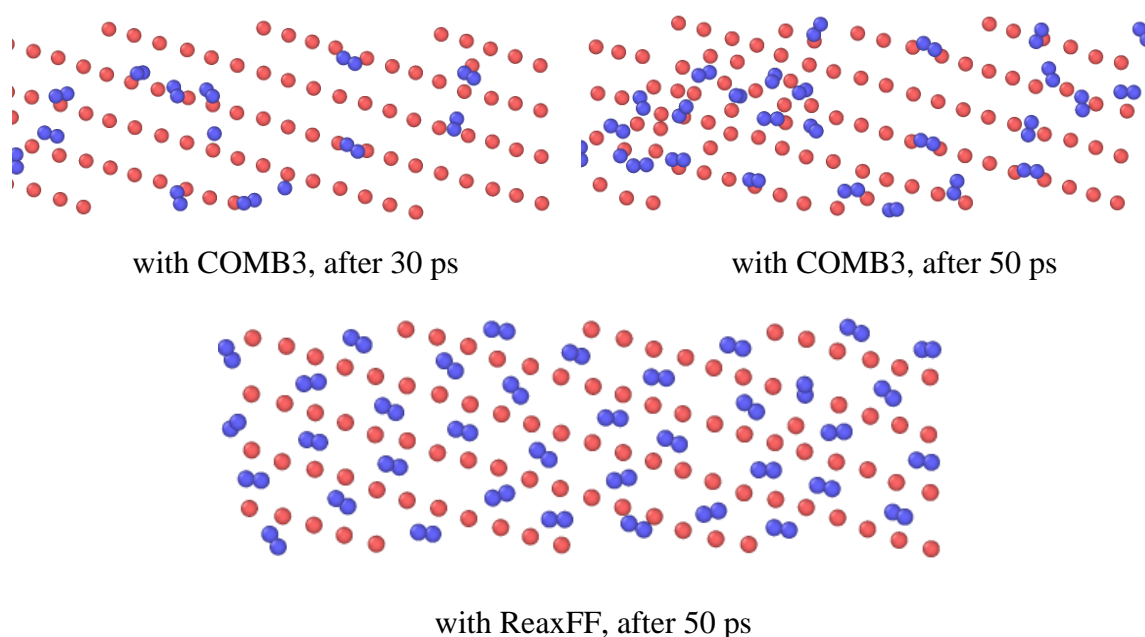 with COMB3, after 30 ps
with COMB3, after 50 ps
with ReaxFF, after 50 ps